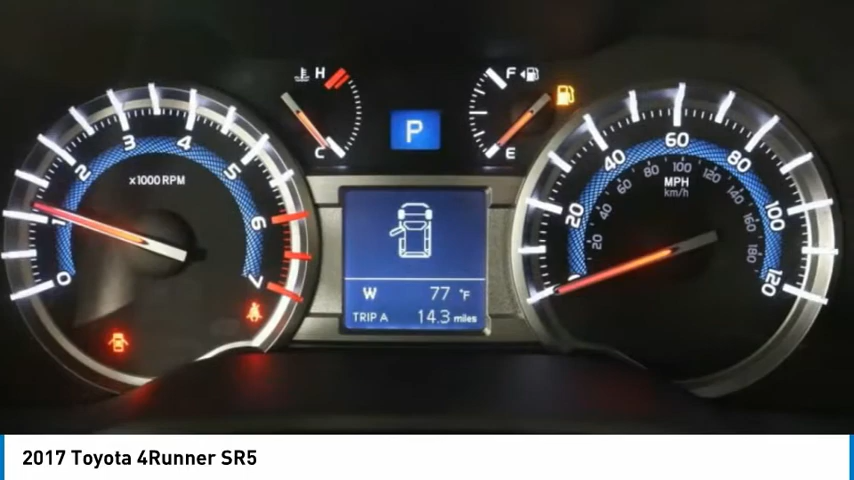 H
C
F
E
P
0
1
2
3
4
5
6
7
x1000 RPM
W 77 °F
TRIP A 14.3 miles
20
40
60
80
100
120
MPH
km/h
20
40
60
80
100
120
140
160
180
2017 Toyota 4Runner SR5